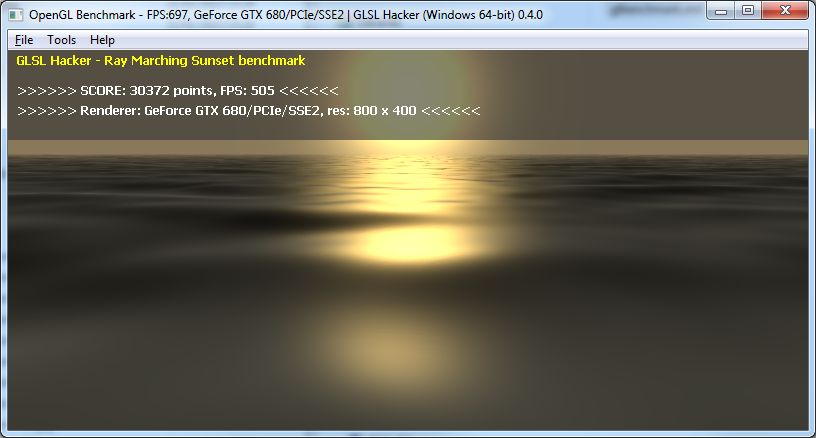 OpenGL Benchmark - FPS:697, GeForce GTX 680/PCIe/SSE2 | GLSL Hacker (Windows 64-bit) 0.4.0
File Tools Help
GLSL Hacker - Ray Marching Sunset benchmark
>>>>>> SCORE: 30372 points, FPS: 505 <<<<<<
>>>>>> Renderer: GeForce GTX 680/PCIe/SSE2, res: 800 x 400 <<<<<<